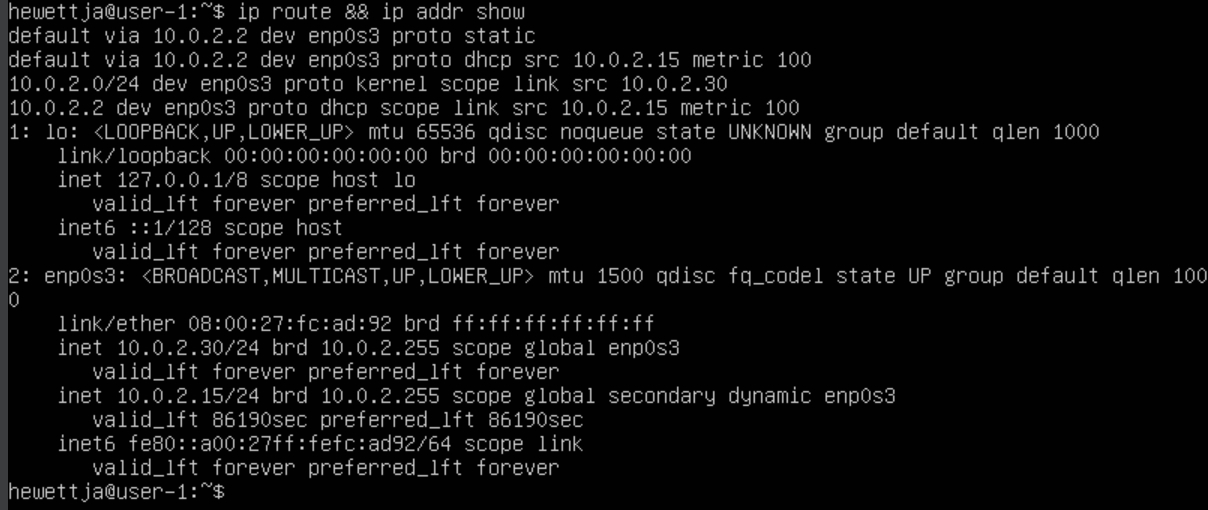 hewettja@user-1:~$ ip route && ip addr show
default via 10.0.2.2 dev enp0s3 proto static
default via 10.0.2.2 dev enp0s3 proto dhcp src 10.0.2.15 metric 100
10.0.2.0/24 dev enp0s3 proto kernel scope link src 10.0.2.30
10.0.2.2 dev enp0s3 proto dhcp scope link src 10.0.2.15 metric 100
1: lo: <LOOPBACK,UP,LOWER_UP> mtu 65536 qdisc noqueue state UNKNOWN group default qlen 1000
    link/loopback 00:00:00:00:00:00 brd 00:00:00:00:00:00
    inet 127.0.0.1/8 scope host lo
       valid_lft forever preferred_lft forever
    inet6 ::1/128 scope host
       valid_lft forever preferred_lft forever
2: enp0s3: <BROADCAST,MULTICAST,UP,LOWER_UP> mtu 1500 qdisc fq_codel state UP group default qlen 100
0
    link/ether 08:00:27:fc:ad:92 brd ff:ff:ff:ff:ff:ff
    inet 10.0.2.30/24 brd 10.0.2.255 scope global enp0s3
       valid_lft forever preferred_lft forever
    inet 10.0.2.15/24 brd 10.0.2.255 scope global secondary dynamic enp0s3
       valid_lft 86190sec preferred_lft 86190sec
    inet6 fe80::a00:27ff:fefc:ad92/64 scope link
       valid_lft forever preferred_lft forever
hewettja@user-1:~$